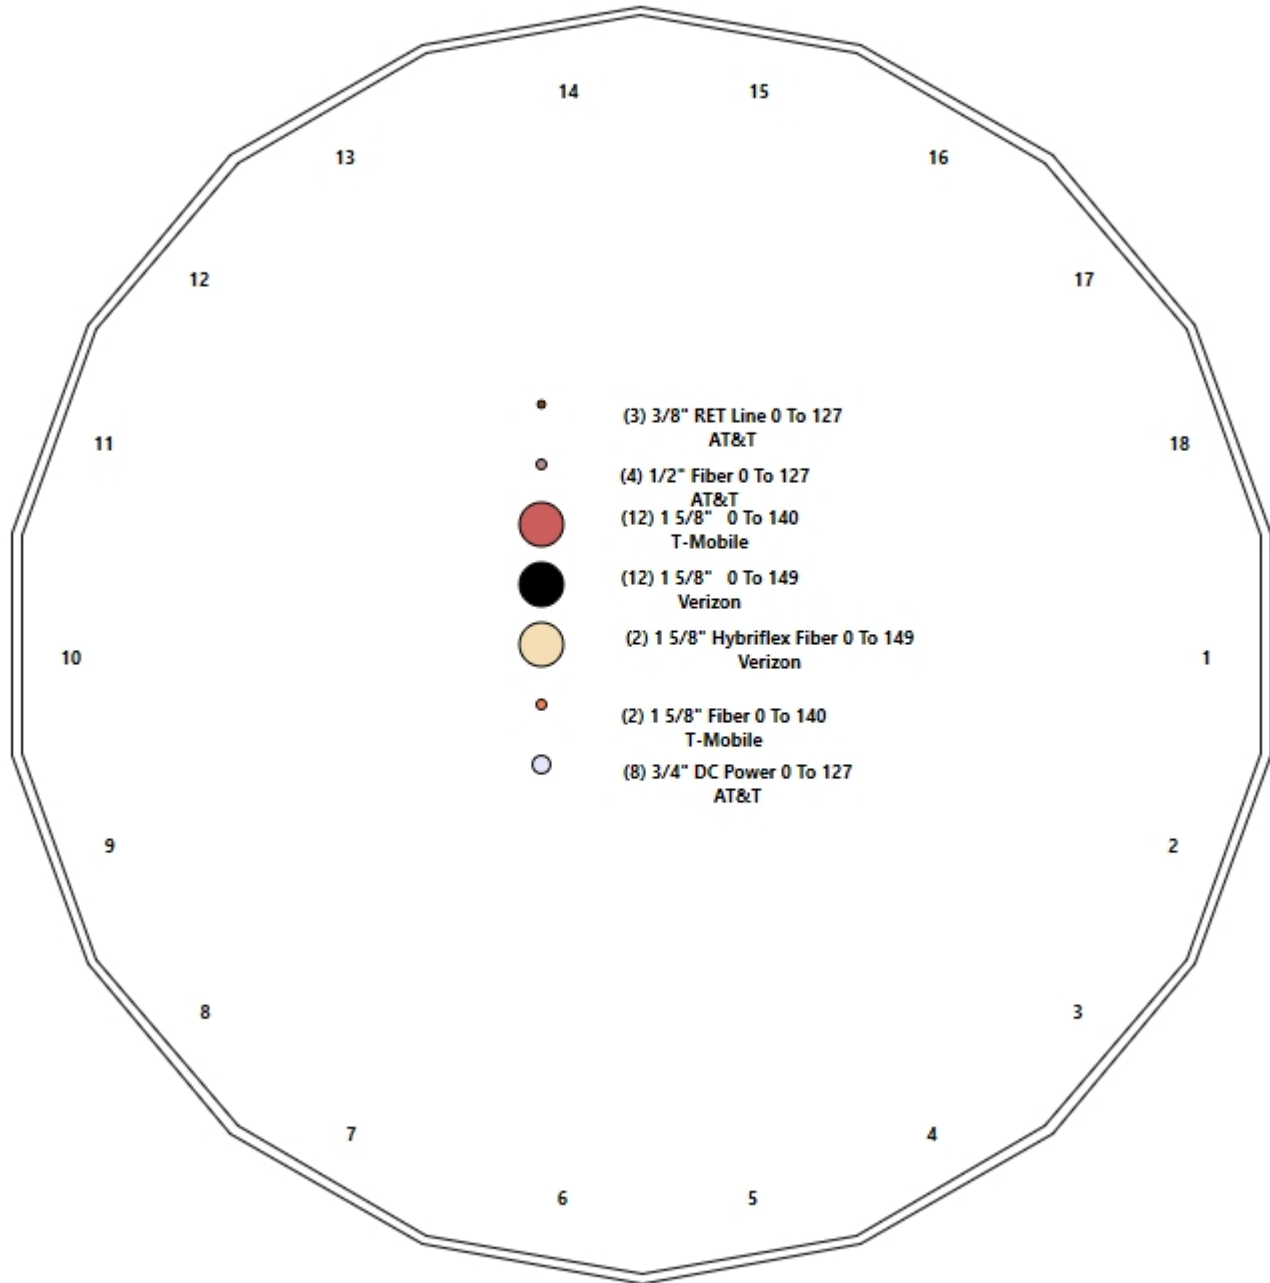 14
15
13
16
12
17
(3) 3/8" RET Line 0 To 127
AT&T
11
18
(4) 1/2" Fiber 0 To 127
AT&T
(12) 1 5/8"   0 To 140
T-Mobile
(12) 1 5/8"   0 To 149
Verizon
(2) 1 5/8" Hybriflex Fiber 0 To 149
Verizon
10
1
(2) 1 5/8" Fiber 0 To 140
T-Mobile
(8) 3/4" DC Power 0 To 127
AT&T
9
2
8
3
7
4
6
5